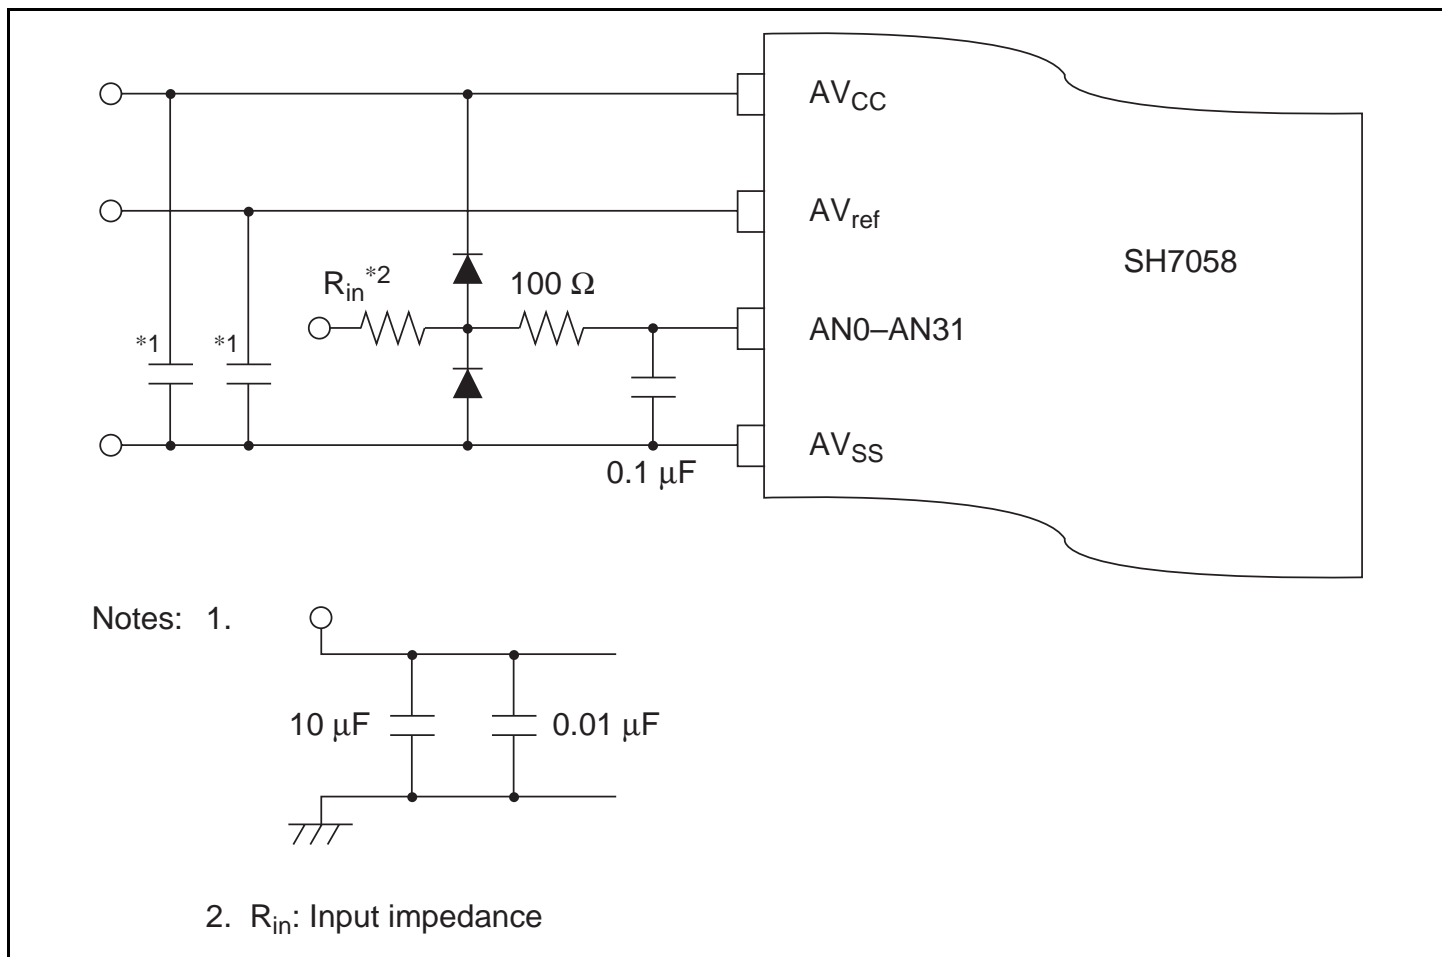 AVCC
AVref
SH7058
Rin*2
100 Ω
*1
*1
AN0–AN31
AVSS
0.1 μF
Notes: 1.
10 μF
0.01 μF
2. Rin: Input impedance